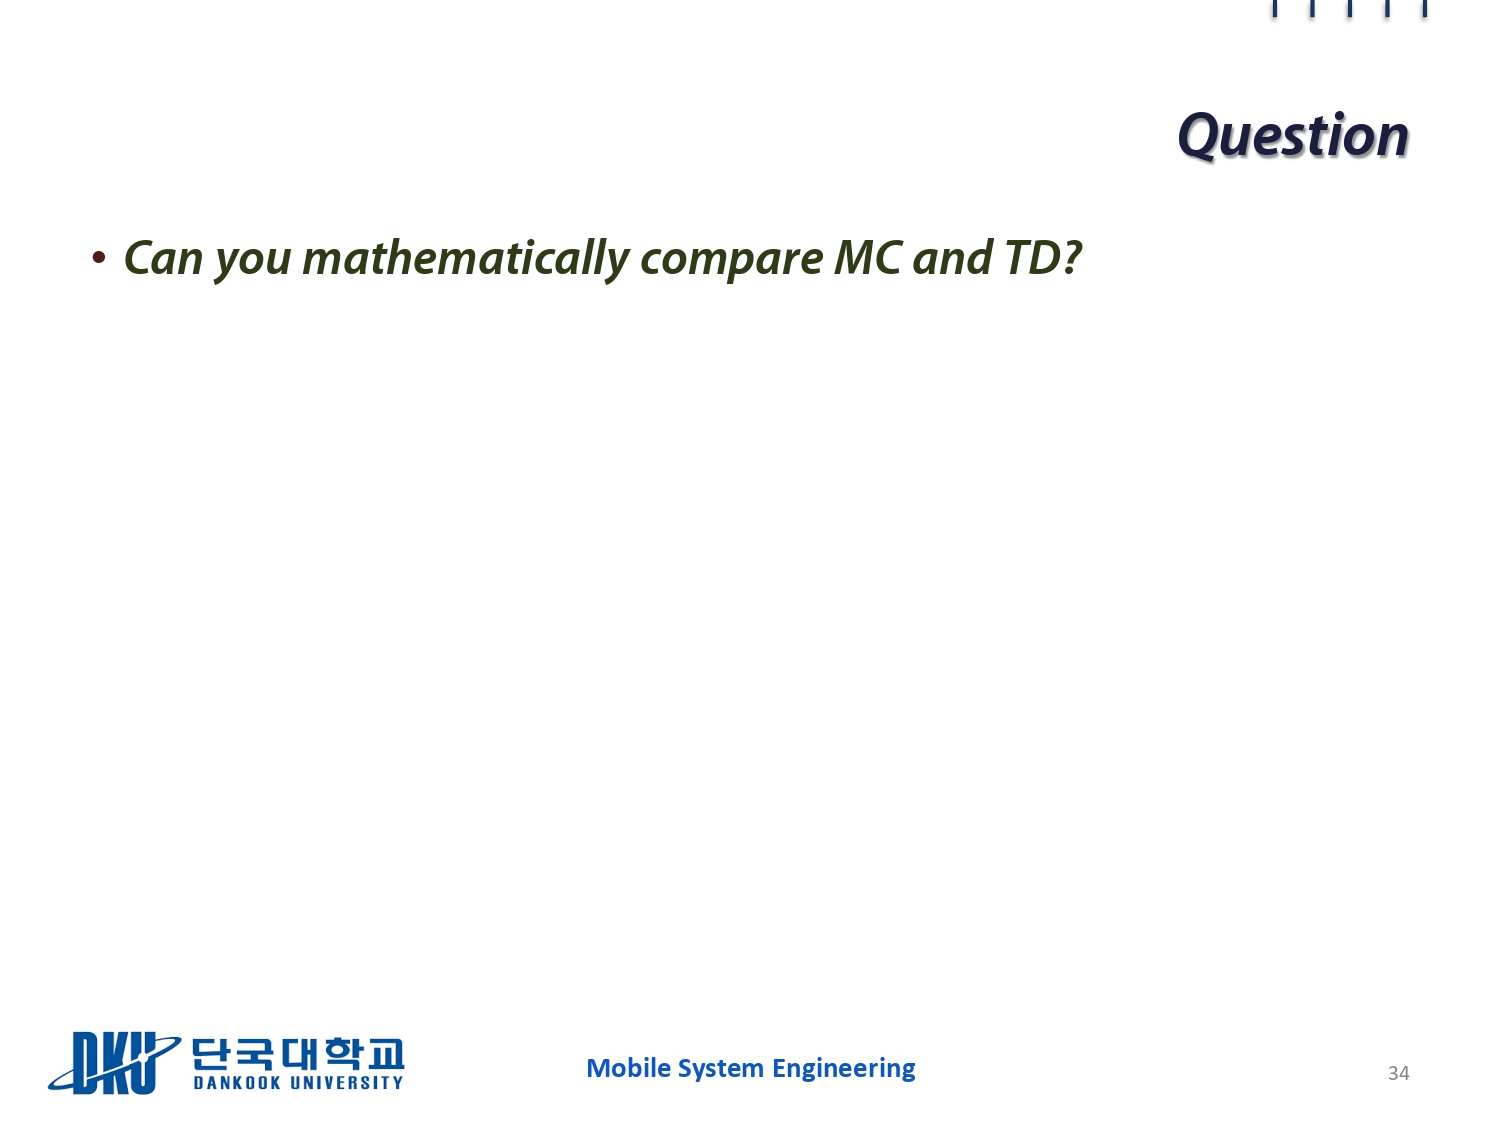 Question
• Can you mathematically compare MC and TD?
DKU 단국대학교
DANKOOK UNIVERSITY
Mobile System Engineering
34